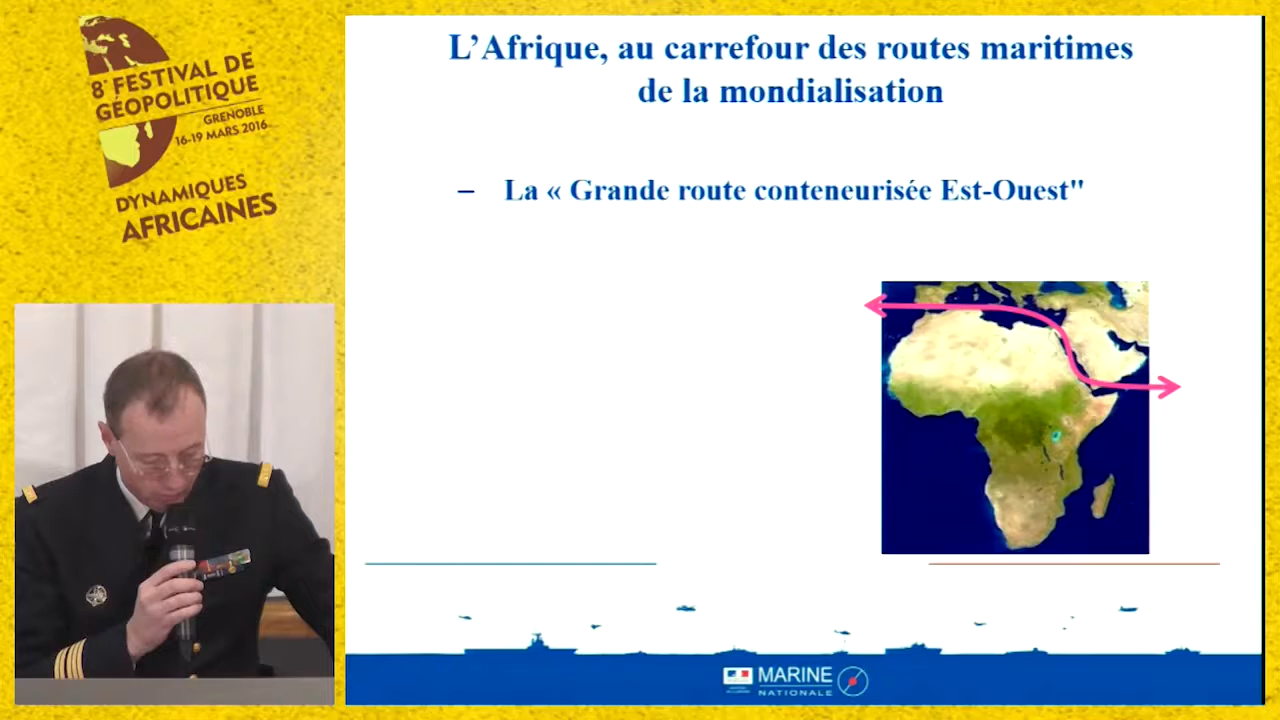 8e FESTIVAL DE
GÉOPOLITIQUE
GRENOBLE
16-19 MARS 2016
DYNAMIQUES
AFRICAINES
L'Afrique, au carrefour des routes maritimes
de la mondialisation
– La « Grande route conteneurisée Est-Ouest"
MARINE
NATIONALE